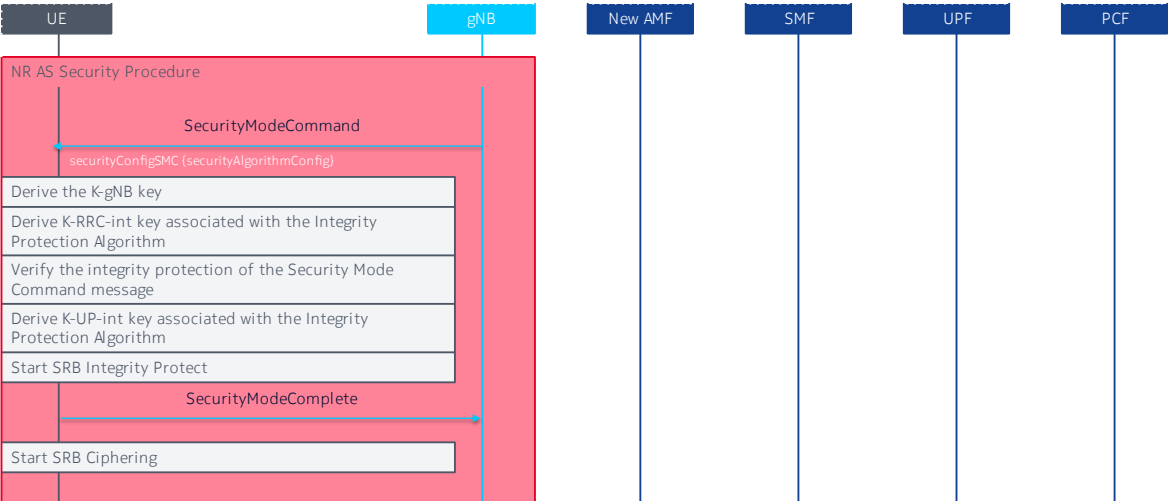 UE
gNB
New AMF
SMF
UPF
PCF
NR AS Security Procedure
SecurityModeCommand
securityConfigSMC (securityAlgorithmConfig)
Derive the K-gNB key
Derive K-RRC-int key associated with the Integrity
Protection Algorithm
Verify the integrity protection of the Security Mode
Command message
Derive K-UP-int key associated with the Integrity
Protection Algorithm
Start SRB Integrity Protect
SecurityModeComplete
Start SRB Ciphering